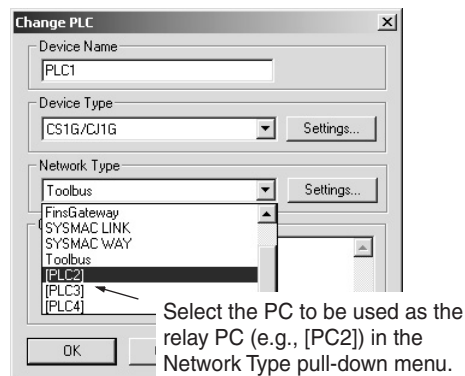 Change PLC
Device Name
PLC1
Device Type
CS1G/CJ1G
Settings...
Network Type
Toolbus
Settings...
FinsGateway
SYSMAC LINK
SYSMAC WAY
Toolbus
[PLC2]
[PLC3]
[PLC4]
Select the PC to be used as the
relay PC (e.g., [PC2]) in the
Network Type pull-down menu.
OK